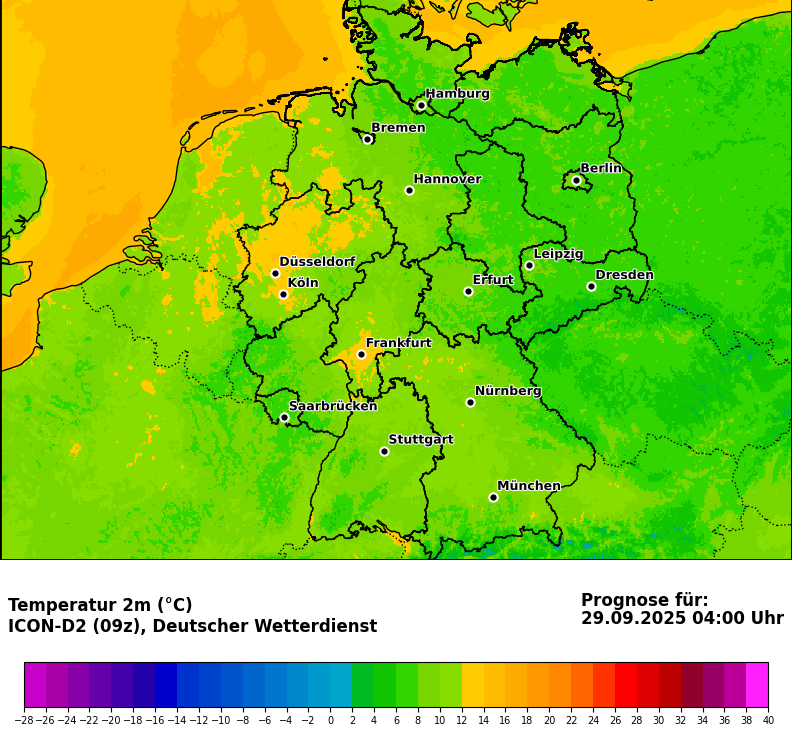 Hamburg
Bremen
Berlin
Hannover
Leipzig
Düsseldorf
Dresden
Köln
Erfurt
Frankfurt
Nürnberg
Saarbrücken
Stuttgart
München
Temperatur 2m (°C)
ICON-D2 (09z), Deutscher Wetterdienst
Prognose für:
29.09.2025 04:00 Uhr
−28 −26 −24 −22 −20 −18 −16 −14 −12 −10 −8 −6 −4 −2 0 2 4 6 8 10 12 14 16 18 20 22 24 26 28 30 32 34 36 38 40